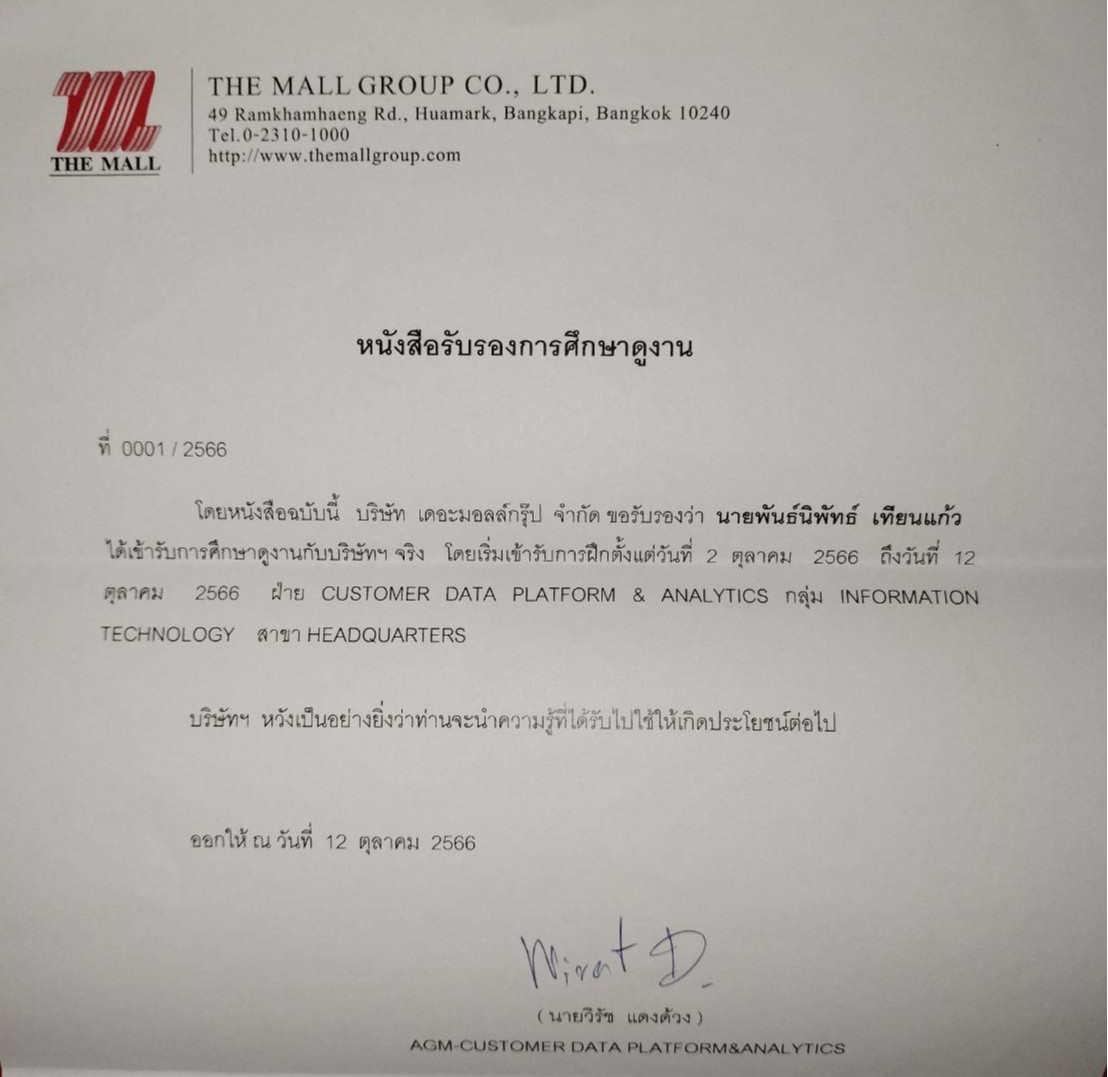 THE MALL
THE MALL GROUP CO., LTD.
49 Ramkhamhaeng Rd., Huamark, Bangkapi, Bangkok 10240
Tel.0-2310-1000
http://www.themallgroup.com
หนังสือรับรองการศึกษาดูงาน
ที่ 0001 / 2566
โดยหนังสือฉบับนี้ บริษัท เดอะมอลล์กรุ๊ป จำกัด ขอรับรองว่า นายพันธ์นิพัทธ์ เทียนแก้ว
ได้เข้ารับการศึกษาดูงานกับบริษัทฯ จริง โดยเริ่มเข้ารับการฝึกตั้งแต่วันที่ 2 ตุลาคม 2566 ถึงวันที่ 12
ตุลาคม 2566 ฝ่าย CUSTOMER DATA PLATFORM & ANALYTICS กลุ่ม INFORMATION
TECHNOLOGY สาขา HEADQUARTERS
บริษัทฯ หวังเป็นอย่างยิ่งว่าท่านจะนำความรู้ที่ได้รับไปใช้ให้เกิดประโยชน์ต่อไป
ออกให้ ณ วันที่ 12 ตุลาคม 2566
Wirat D.
( นายวิรัช แดงด้วง )
AGM-CUSTOMER DATA PLATFORM&ANALYTICS